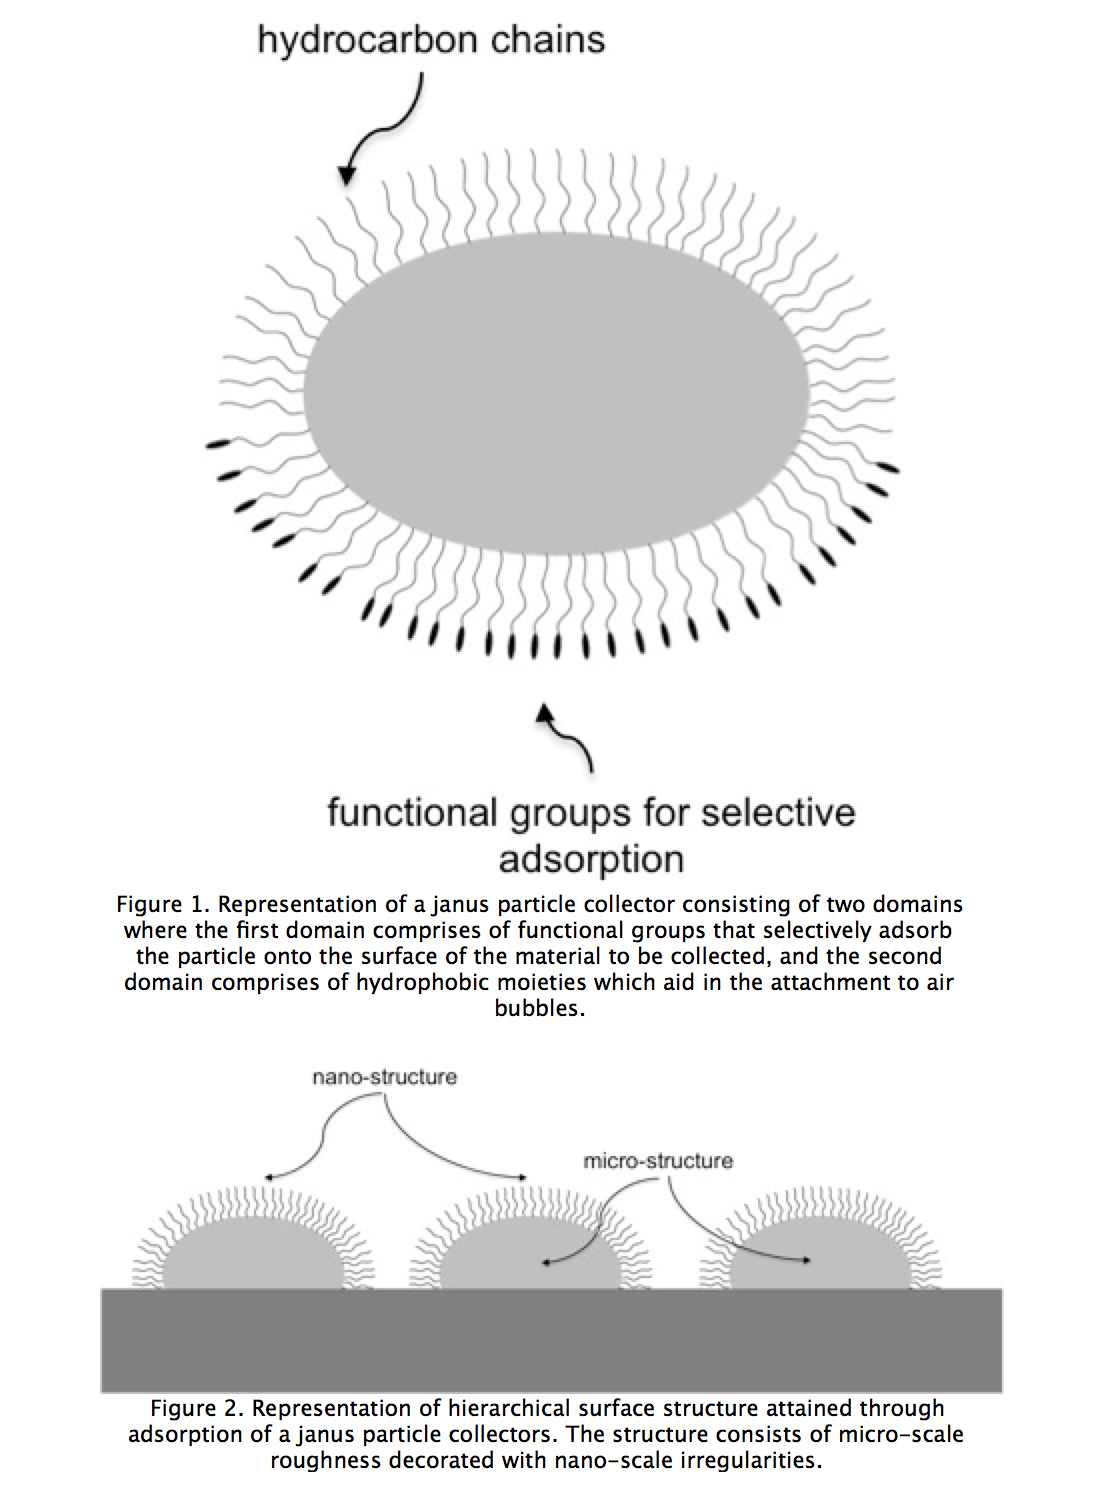 hydrocarbon chains
functional groups for selective
adsorption
Figure 1. Representation of a janus particle collector consisting of two domains
where the first domain comprises of functional groups that selectively adsorb
the particle onto the surface of the material to be collected, and the second
domain comprises of hydrophobic moieties which aid in the attachment to air
bubbles.
nano-structure
micro-structure
Figure 2. Representation of hierarchical surface structure attained through
adsorption of a janus particle collectors. The structure consists of micro-scale
roughness decorated with nano-scale irregularities.